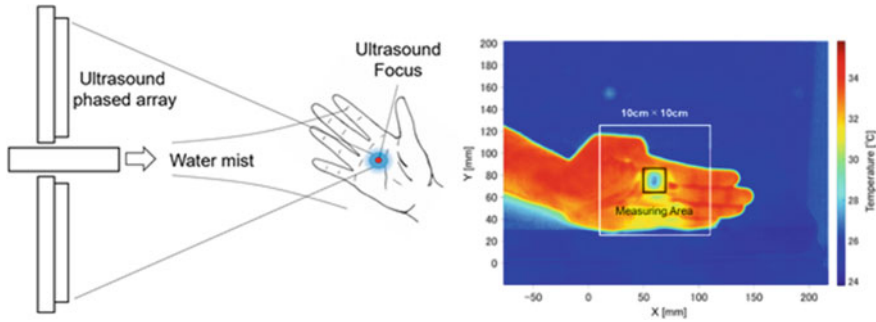 Ultrasound
phased array
Water mist
Ultrasound
Focus
200
180
160
140
120
100
80
60
40
20
0
Y [mm]
10cm × 10cm
Measuring Area
-50
0
50
100
150
200
X [mm]
34
32
30
28
26
24
Temperature [°C]